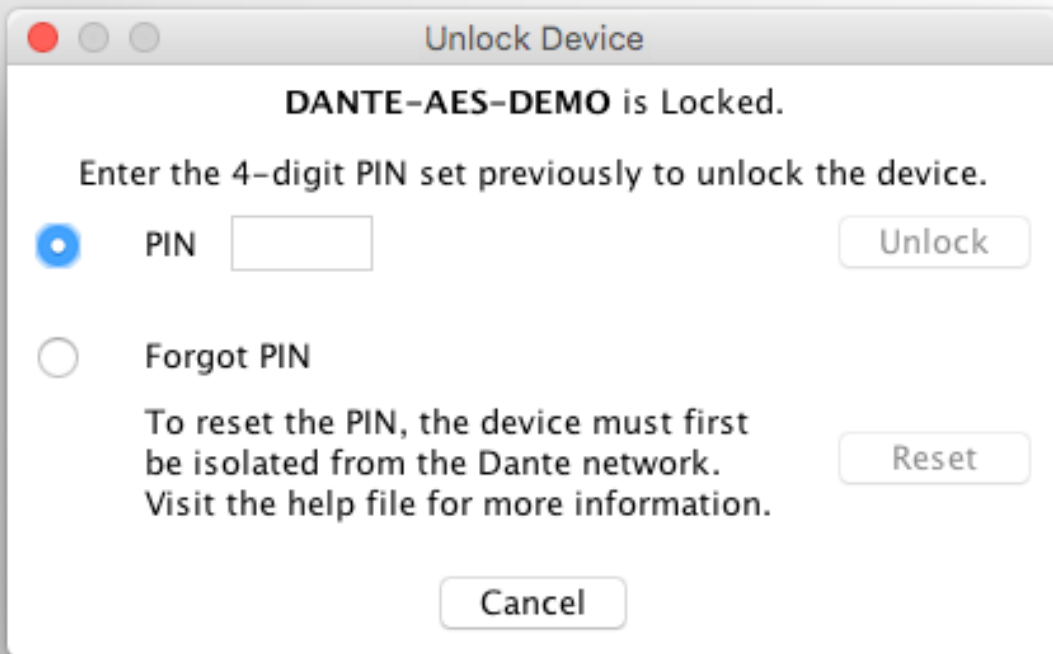 Unlock Device
DANTE-AES-DEMO is Locked.
Enter the 4-digit PIN set previously to unlock the device.
PIN
Unlock
Forgot PIN
To reset the PIN, the device must first
be isolated from the Dante network.
Visit the help file for more information.
Reset
Cancel